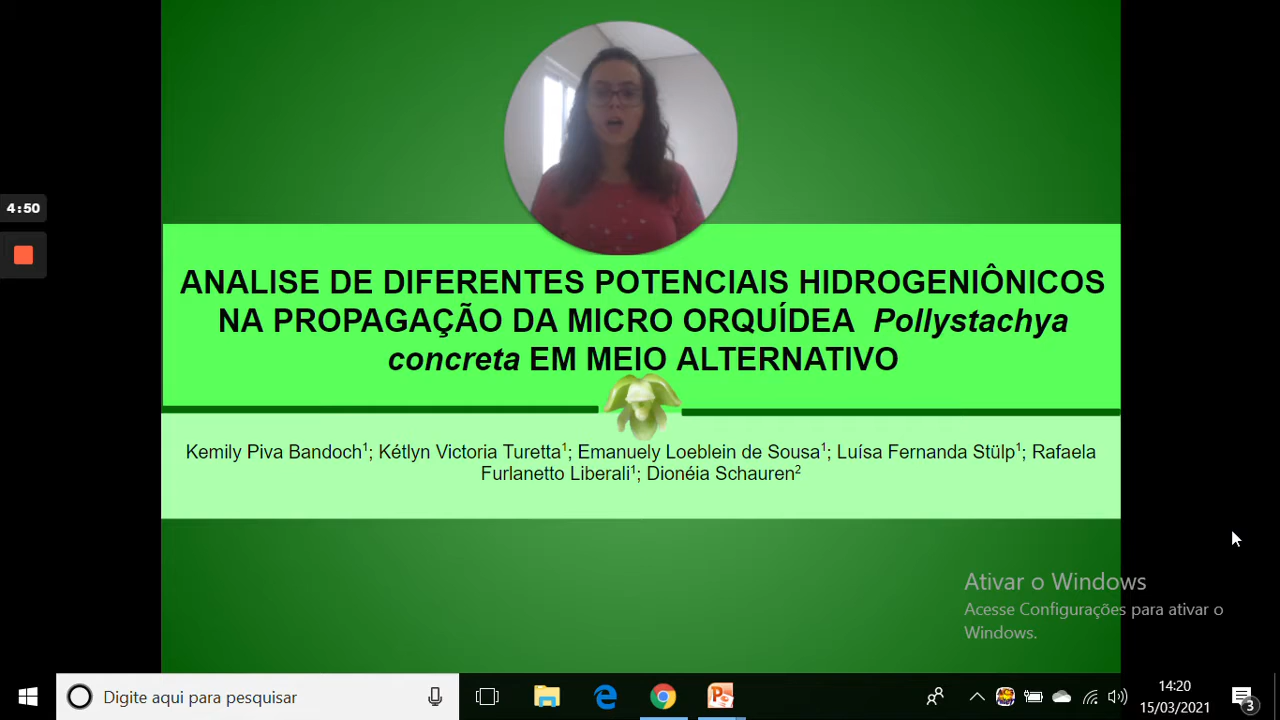 4:50
ANALISE DE DIFERENTES POTENCIAIS HIDROGENIÔNICOS
NA PROPAGAÇÃO DA MICRO ORQUÍDEA Pollystachya
concreta EM MEIO ALTERNATIVO
Kemily Piva Bandoch¹; Kétlyn Victoria Turetta¹; Emanuely Loeblein de Sousa¹; Luísa Fernanda Stülp¹; Rafaela
Furlanetto Liberali¹; Dionéia Schauren²
Ativar o Windows
Acesse Configurações para ativar o
Windows.
Digite aqui para pesquisar
14:20
15/03/2021
3